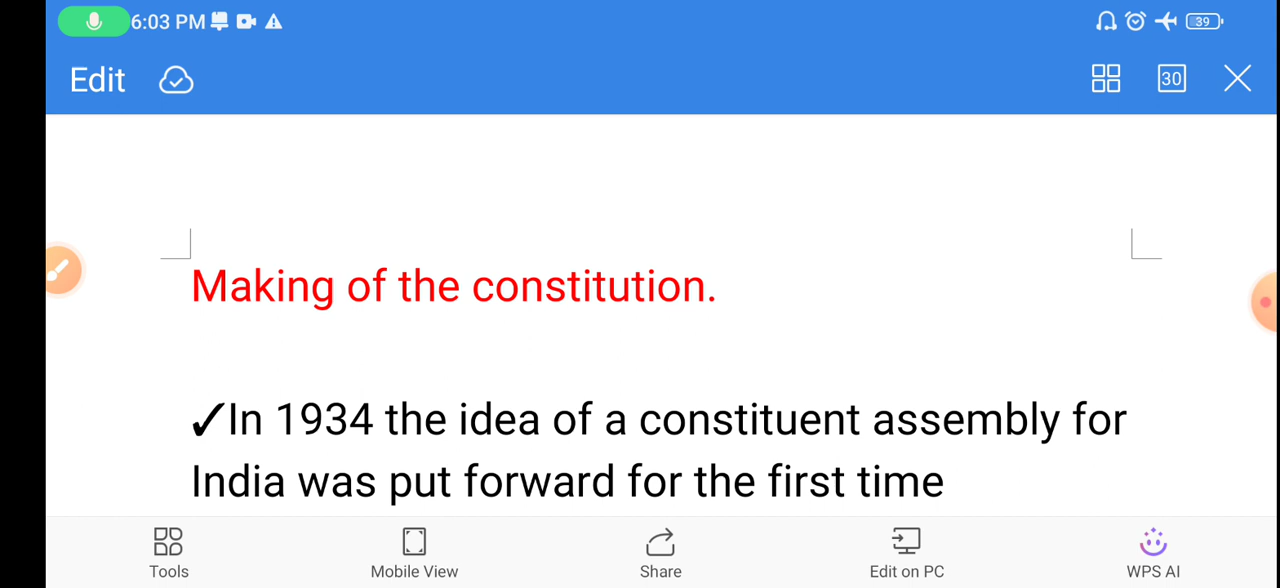 6:03 PM 39
Edit 30
Making of the constitution.
✓In 1934 the idea of a constituent assembly for
India was put forward for the first time
Tools Mobile View Share Edit on PC WPS AI